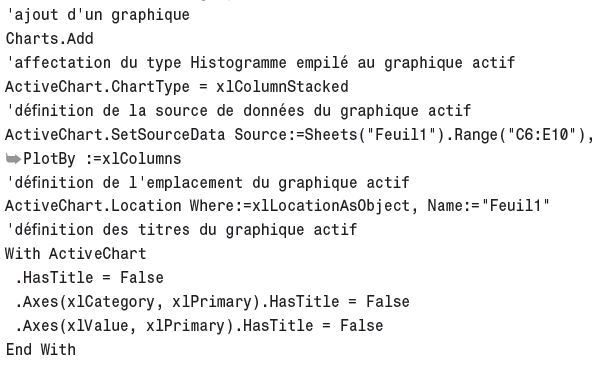 'ajout d'un graphique
Charts.Add
'affectation du type Histogramme empilé au graphique actif
ActiveChart.ChartType = xlColumnStacked
'définition de la source de données du graphique actif
ActiveChart.SetSourceData Source:=Sheets("Feuil1").Range("C6:E10"),
➥PlotBy :=xlColumns
'définition de l'emplacement du graphique actif
ActiveChart.Location Where:=xlLocationAsObject, Name:="Feuil1"
'définition des titres du graphique actif
With ActiveChart
 .HasTitle = False
 .Axes(xlCategory, xlPrimary).HasTitle = False
 .Axes(xlValue, xlPrimary).HasTitle = False
End With